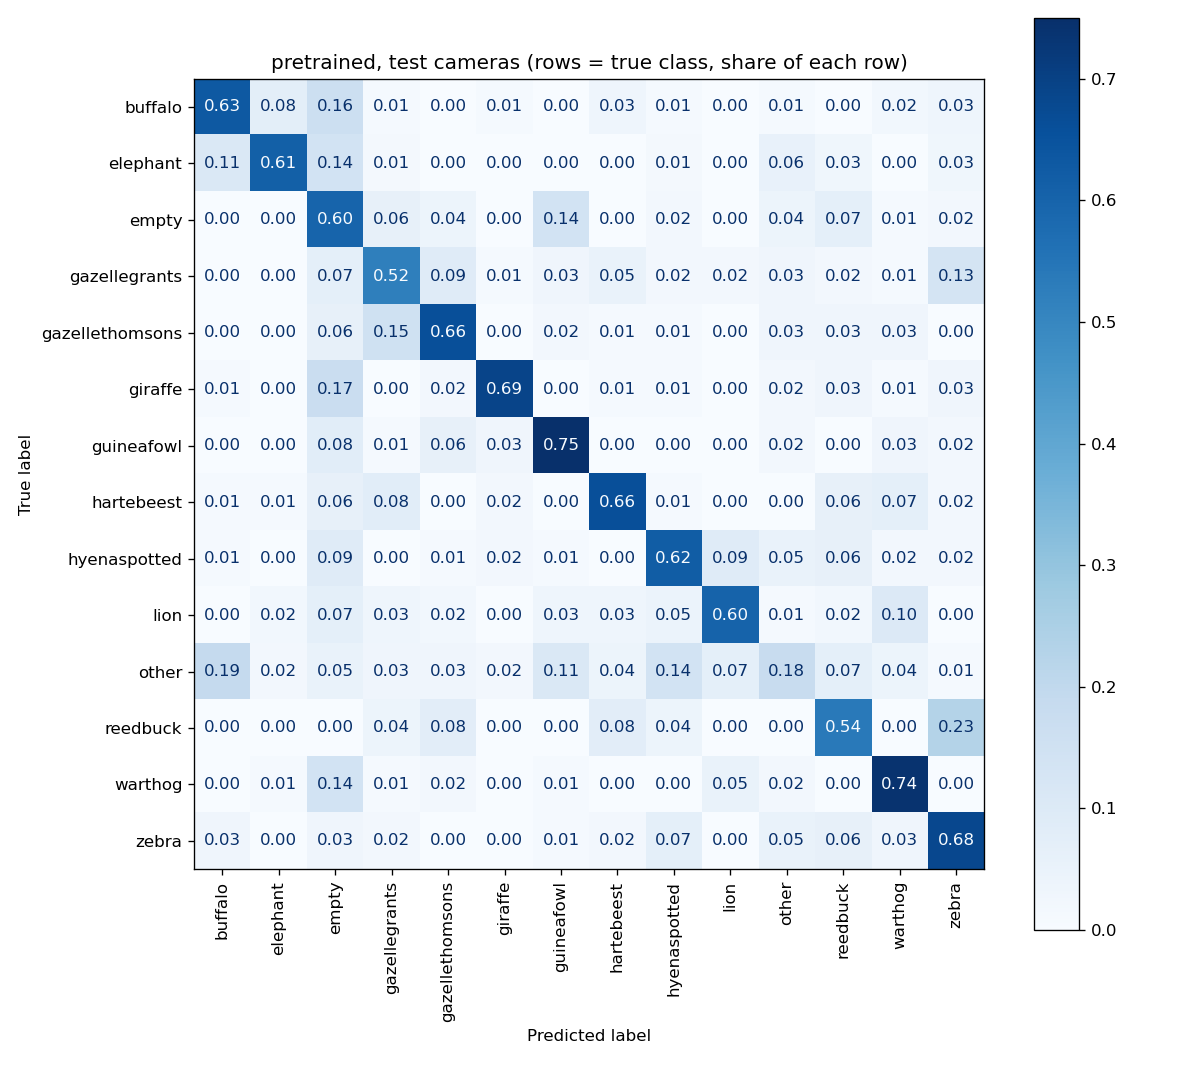 pretrained, test cameras (rows = true class, share of each row)
buffalo 0.63 0.08 0.16 0.01 0.00 0.01 0.00 0.03 0.01 0.00 0.01 0.00 0.02 0.03
elephant 0.11 0.61 0.14 0.01 0.00 0.00 0.00 0.00 0.01 0.00 0.06 0.03 0.00 0.03
empty 0.00 0.00 0.60 0.06 0.04 0.00 0.14 0.00 0.02 0.00 0.04 0.07 0.01 0.02
gazellegrants 0.00 0.00 0.07 0.52 0.09 0.01 0.03 0.05 0.02 0.02 0.03 0.02 0.01 0.13
gazellethomsons 0.00 0.00 0.06 0.15 0.66 0.00 0.02 0.01 0.01 0.00 0.03 0.03 0.03 0.00
giraffe 0.01 0.00 0.17 0.00 0.02 0.69 0.00 0.01 0.01 0.00 0.02 0.03 0.01 0.03
guineafowl 0.00 0.00 0.08 0.01 0.06 0.03 0.75 0.00 0.00 0.00 0.02 0.00 0.03 0.02
hartebeest 0.01 0.01 0.06 0.08 0.00 0.02 0.00 0.66 0.01 0.00 0.00 0.06 0.07 0.02
hyenaspotted 0.01 0.00 0.09 0.00 0.01 0.02 0.01 0.00 0.62 0.09 0.05 0.06 0.02 0.02
lion 0.00 0.02 0.07 0.03 0.02 0.00 0.03 0.03 0.05 0.60 0.01 0.02 0.10 0.00
other 0.19 0.02 0.05 0.03 0.03 0.02 0.11 0.04 0.14 0.07 0.18 0.07 0.04 0.01
reedbuck 0.00 0.00 0.00 0.04 0.08 0.00 0.00 0.08 0.04 0.00 0.00 0.54 0.00 0.23
warthog 0.00 0.01 0.14 0.01 0.02 0.00 0.01 0.00 0.00 0.05 0.02 0.00 0.74 0.00
zebra 0.03 0.00 0.03 0.02 0.00 0.00 0.01 0.02 0.07 0.00 0.05 0.06 0.03 0.68
True label
buffalo
elephant
empty
gazellegrants
gazellethomsons
giraffe
guineafowl
hartebeest
hyenaspotted
lion
other
reedbuck
warthog
zebra
Predicted label
0.7
0.6
0.5
0.4
0.3
0.2
0.1
0.0